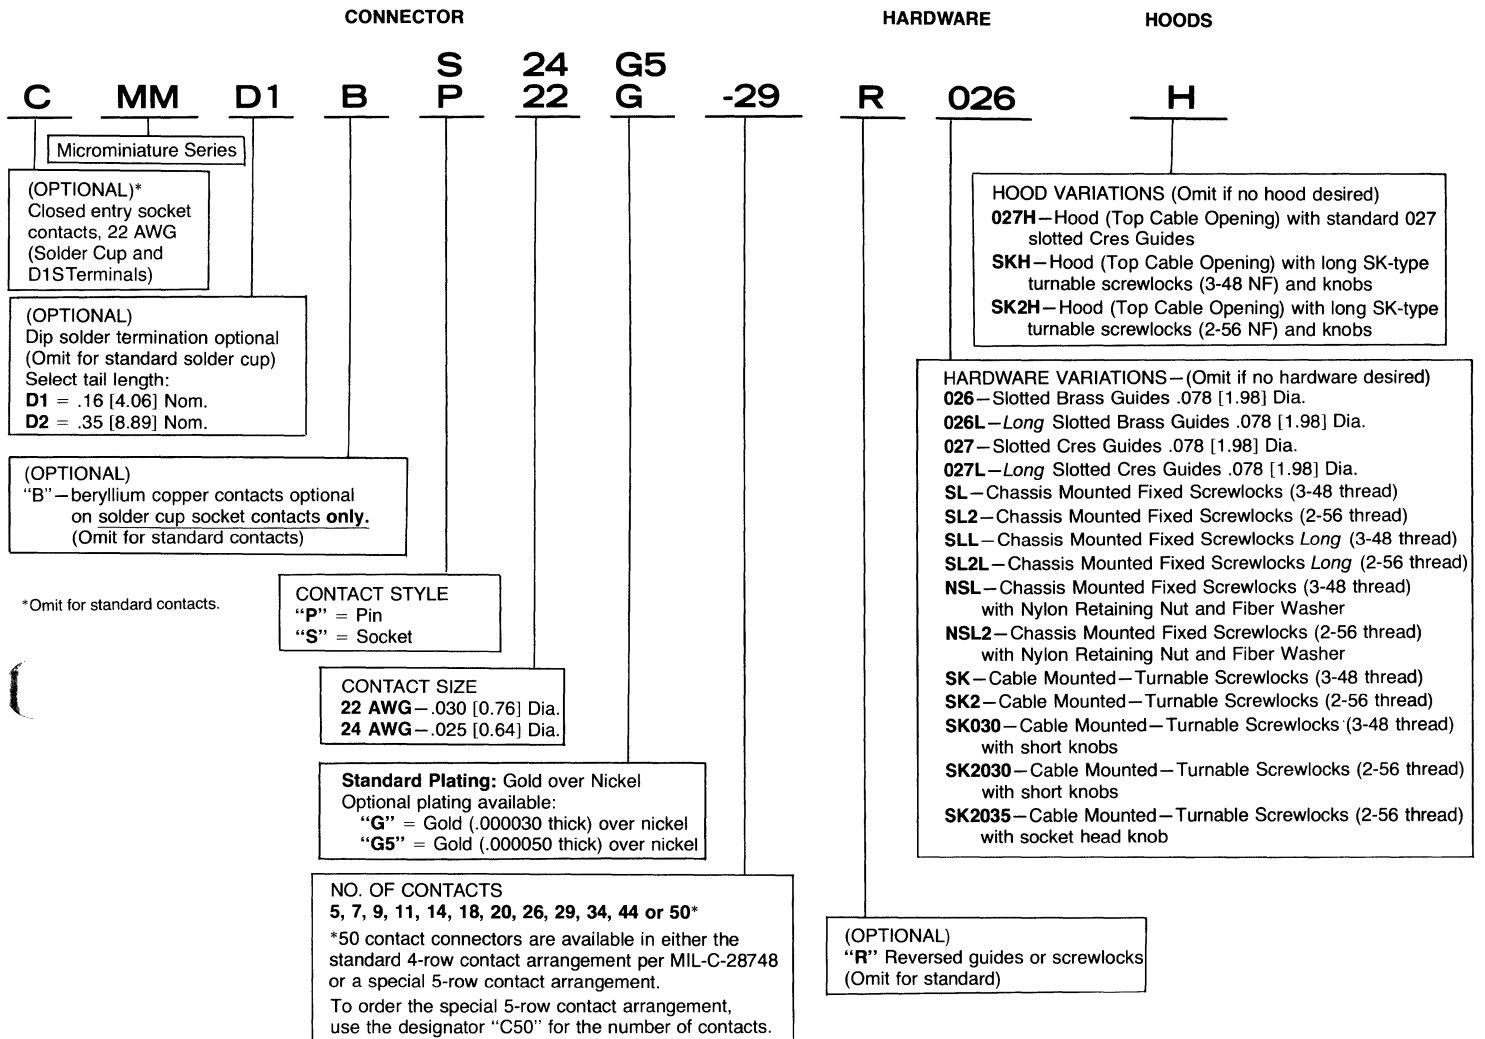 CONNECTOR
HARDWARE
HOODS
S 24 G5
C MM D1 B P 22 G -29 R 026 H
Microminiature Series
(OPTIONAL)*
Closed entry socket
contacts, 22 AWG
(Solder Cup and
D1STerminals)
(OPTIONAL)
Dip solder termination optional
(Omit for standard solder cup)
Select tail length:
D1 = .16 [4.06] Nom.
D2 = .35 [8.89] Nom.
(OPTIONAL)
“B”—beryllium copper contacts optional
on solder cup socket contacts only.
(Omit for standard contacts)
*Omit for standard contacts.
CONTACT STYLE
“P” = Pin
“S” = Socket
CONTACT SIZE
22 AWG—.030 [0.76] Dia.
24 AWG—.025 [0.64] Dia.
Standard Plating: Gold over Nickel
Optional plating available:
“G” = Gold (.000030 thick) over nickel
“G5” = Gold (.000050 thick) over nickel
NO. OF CONTACTS
5, 7, 9, 11, 14, 18, 20, 26, 29, 34, 44 or 50*
*50 contact connectors are available in either the
standard 4-row contact arrangement per MIL-C-28748
or a special 5-row contact arrangement.
To order the special 5-row contact arrangement,
use the designator “C50” for the number of contacts.
HOOD VARIATIONS (Omit if no hood desired)
027H—Hood (Top Cable Opening) with standard 027
slotted Cres Guides
SKH—Hood (Top Cable Opening) with long SK-type
turnable screwlocks (3-48 NF) and knobs
SK2H—Hood (Top Cable Opening) with long SK-type
turnable screwlocks (2-56 NF) and knobs
HARDWARE VARIATIONS—(Omit if no hardware desired)
026—Slotted Brass Guides .078 [1.98] Dia.
026L—Long Slotted Brass Guides .078 [1.98] Dia.
027—Slotted Cres Guides .078 [1.98] Dia.
027L—Long Slotted Cres Guides .078 [1.98] Dia.
SL—Chassis Mounted Fixed Screwlocks (3-48 thread)
SL2—Chassis Mounted Fixed Screwlocks (2-56 thread)
SLL—Chassis Mounted Fixed Screwlocks Long (3-48 thread)
SL2L—Chassis Mounted Fixed Screwlocks Long (2-56 thread)
NSL—Chassis Mounted Fixed Screwlocks (3-48 thread)
with Nylon Retaining Nut and Fiber Washer
NSL2—Chassis Mounted Fixed Screwlocks (2-56 thread)
with Nylon Retaining Nut and Fiber Washer
SK—Cable Mounted—Turnable Screwlocks (3-48 thread)
SK2—Cable Mounted—Turnable Screwlocks (2-56 thread)
SK030—Cable Mounted—Turnable Screwlocks (3-48 thread)
with short knobs
SK2030—Cable Mounted—Turnable Screwlocks (2-56 thread)
with short knobs
SK2035—Cable Mounted—Turnable Screwlocks (2-56 thread)
with socket head knob
(OPTIONAL)
“R” Reversed guides or screwlocks
(Omit for standard)